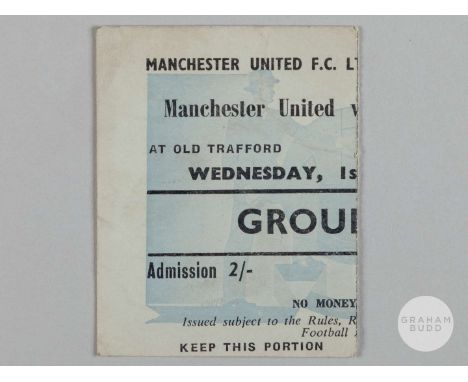 MANCHESTER UNITED F.C. LT
Manchester United v
AT OLD TRAFFORD
WEDNESDAY, 1s
GROU
Admission 2/-
NO MONEY
Issued subject to the Rules, R
Football
KEEP THIS PORTION
GRAHAM
BUDD